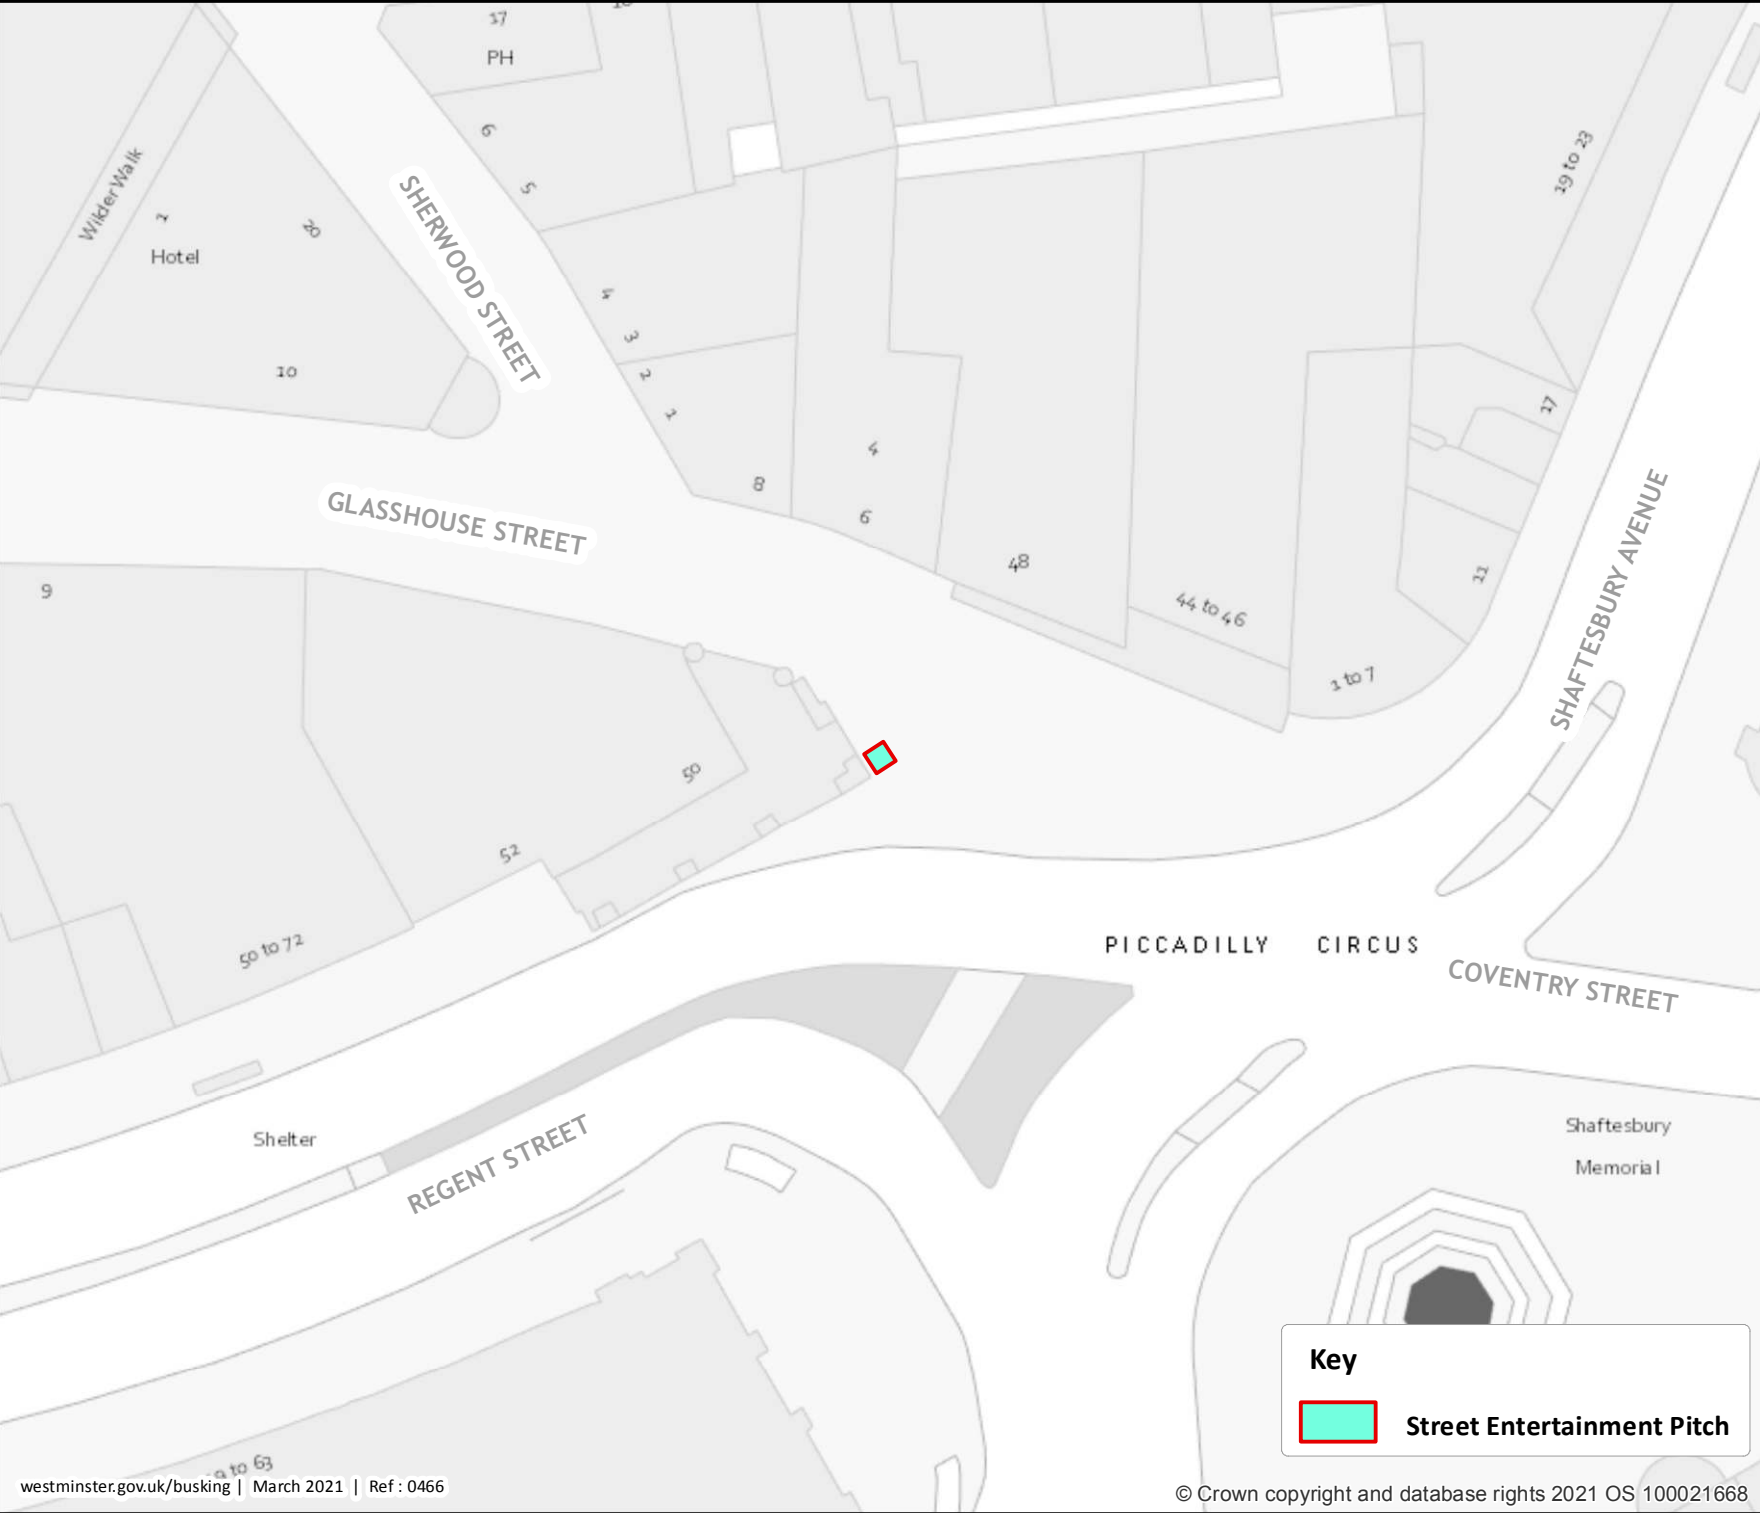 17
PH
6
5
Wilder Walk
1
20
Hotel
10
SHERWOOD STREET
4
3
2
1
8
4
6
48
44 to 46
1 to 7
19 to 23
17
11
SHAFTESBURY AVENUE
GLASSHOUSE STREET
9
50
52
50 to 72
PICCADILLY CIRCUS
COVENTRY STREET
Shelter
REGENT STREET
Shaftesbury
Memorial
Key
Street Entertainment Pitch
to 63
westminster.gov.uk/busking | March 2021 | Ref : 0466
© Crown copyright and database rights 2021 OS 100021668